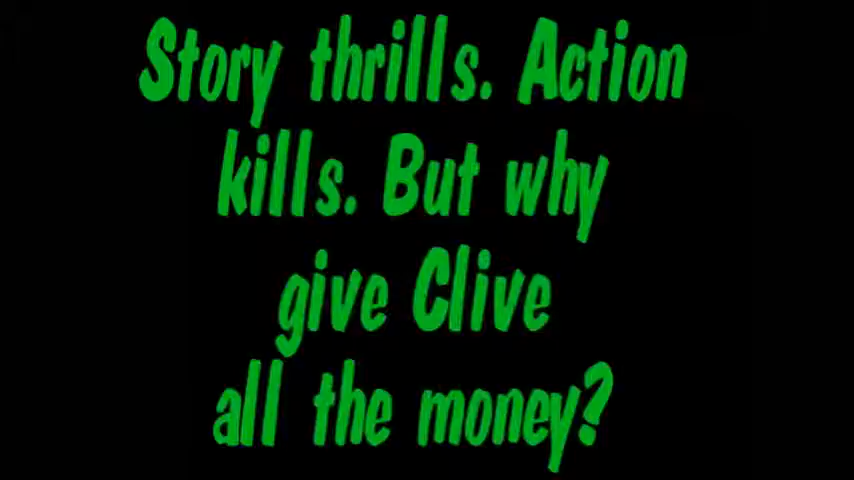 Story thrills. Action
kills. But why
give Clive
all the money?